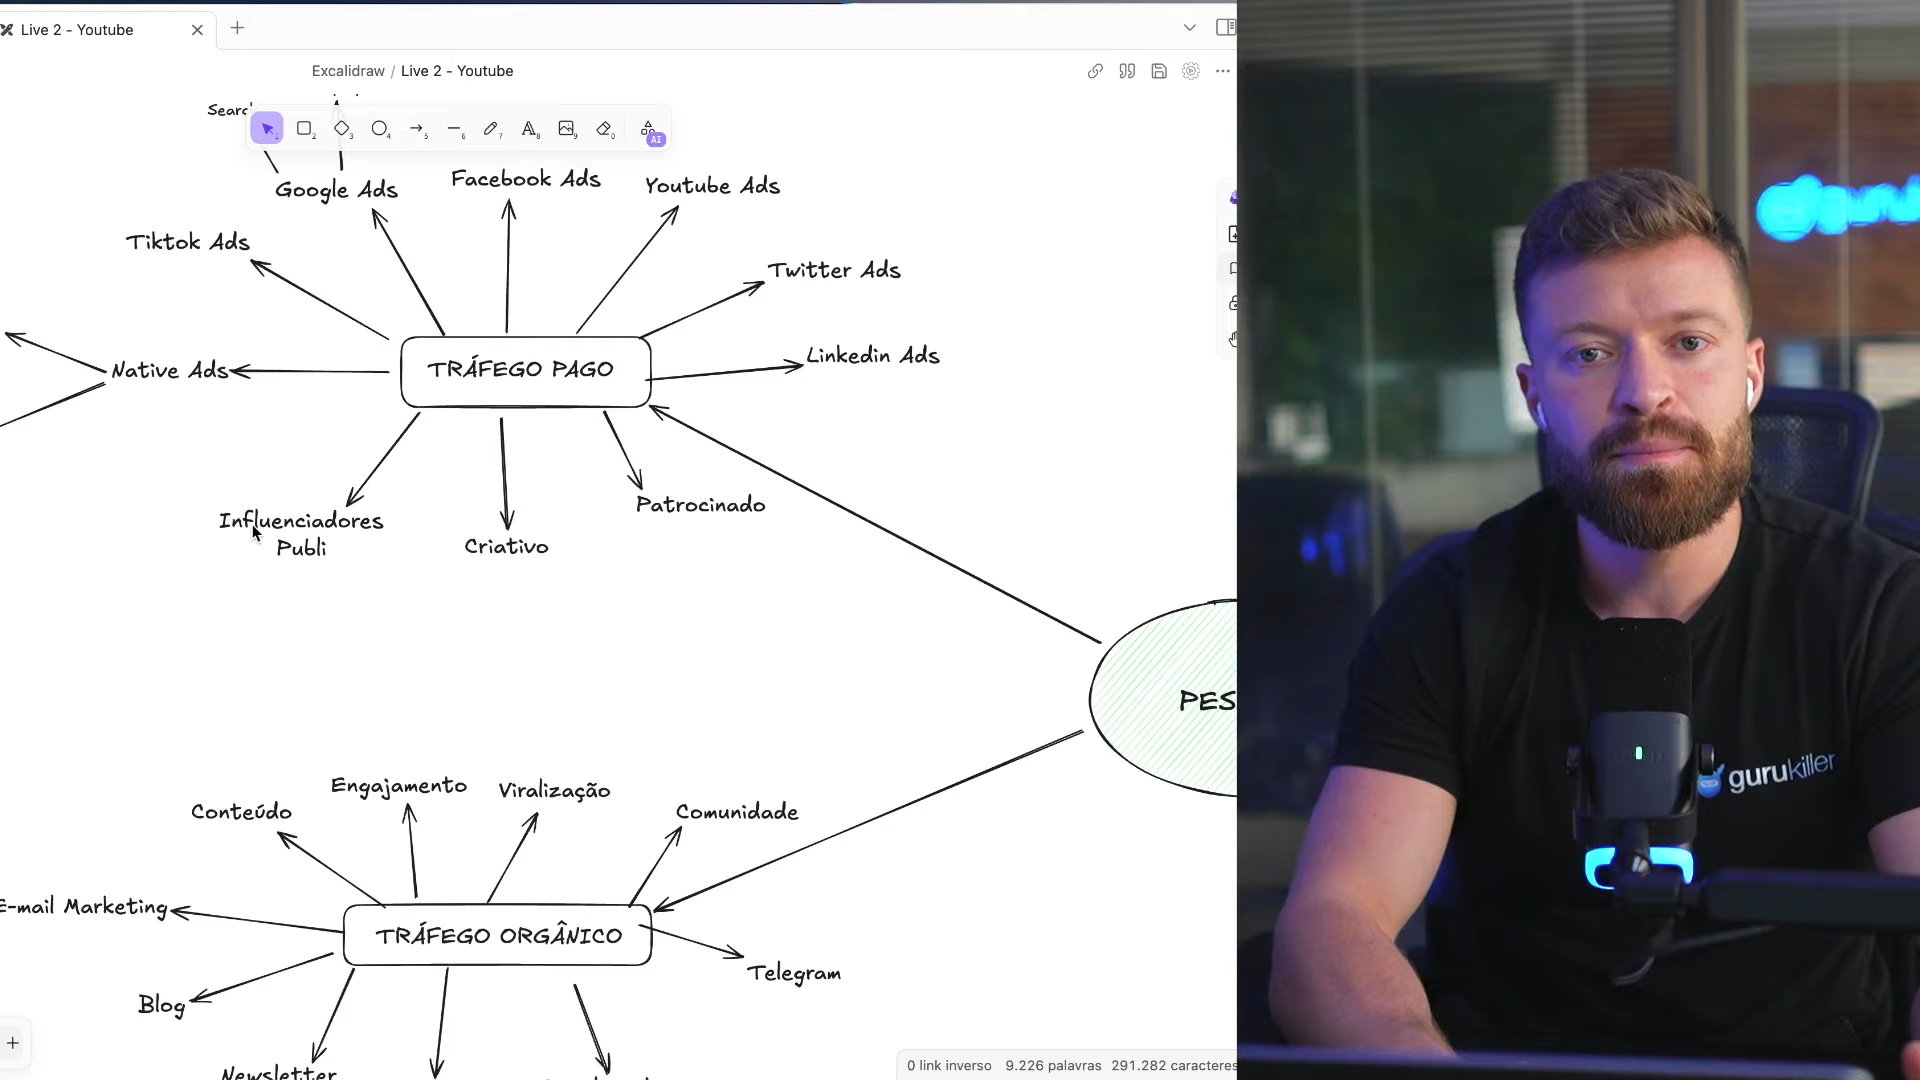 Live 2 - Youtube
Excalidraw / Live 2 - Youtube
Google Ads
Facebook Ads
Youtube Ads
Tiktok Ads
Twitter Ads
Native Ads
TRÁFEGO PAGO
Linkedin Ads
Influenciadores
Publi
Criativo
Patrocinado
PES
Conteúdo
Engajamento
Viralização
Comunidade
E-mail Marketing
TRÁFEGO ORGÂNICO
Telegram
Blog
Newsletter
0 link inverso 9.226 palavras 291.282 caracteres
AI
gurukiller